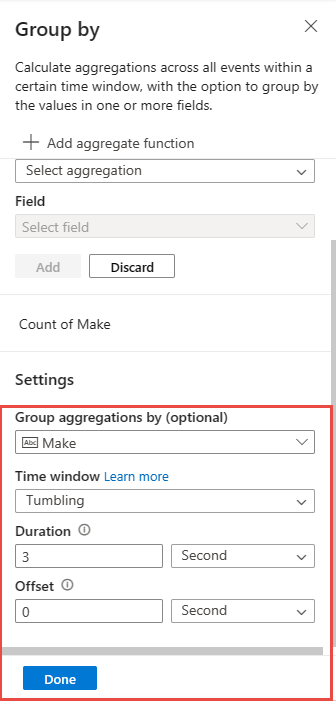 Group by
Calculate aggregations across all events within a
certain time window, with the option to group by
the values in one or more fields.
Add aggregate function
Select aggregation
Field
Select field
Add Discard
Count of Make
Settings
Group aggregations by (optional)
Abc Make
Time window Learn more
Tumbling
Duration
3 Second
Offset
0 Second
Done